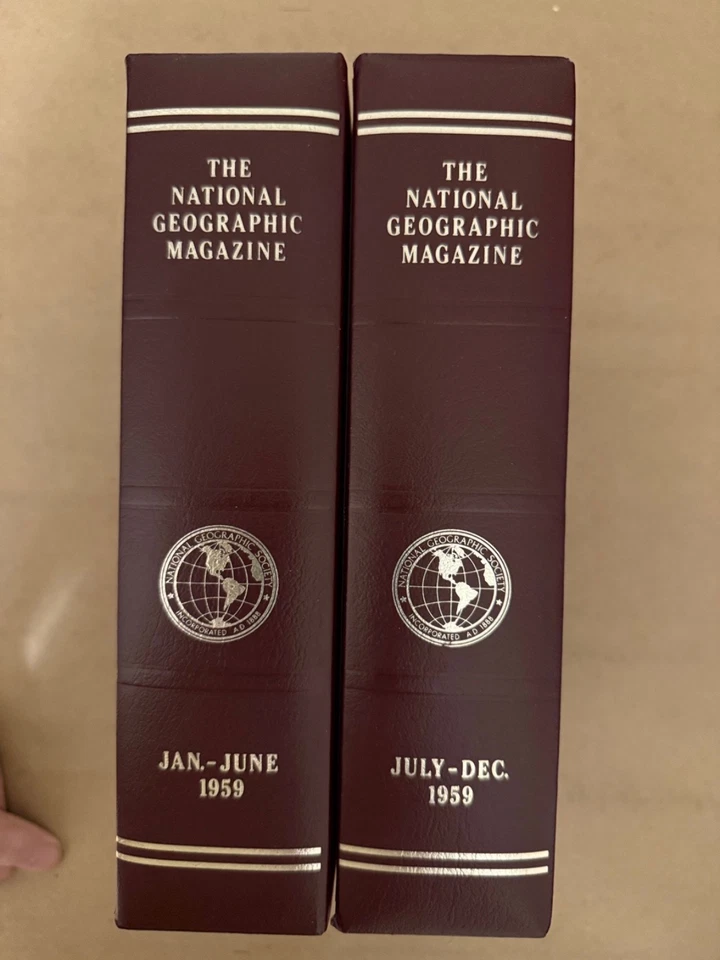 THE
NATIONAL
GEOGRAPHIC
MAGAZINE
NATIONAL GEOGRAPHIC SOCIETY
INCORPORATED A.D. 1888
JAN.-JUNE
1959
THE
NATIONAL
GEOGRAPHIC
MAGAZINE
NATIONAL GEOGRAPHIC SOCIETY
INCORPORATED A.D. 1888
JULY-DEC.
1959